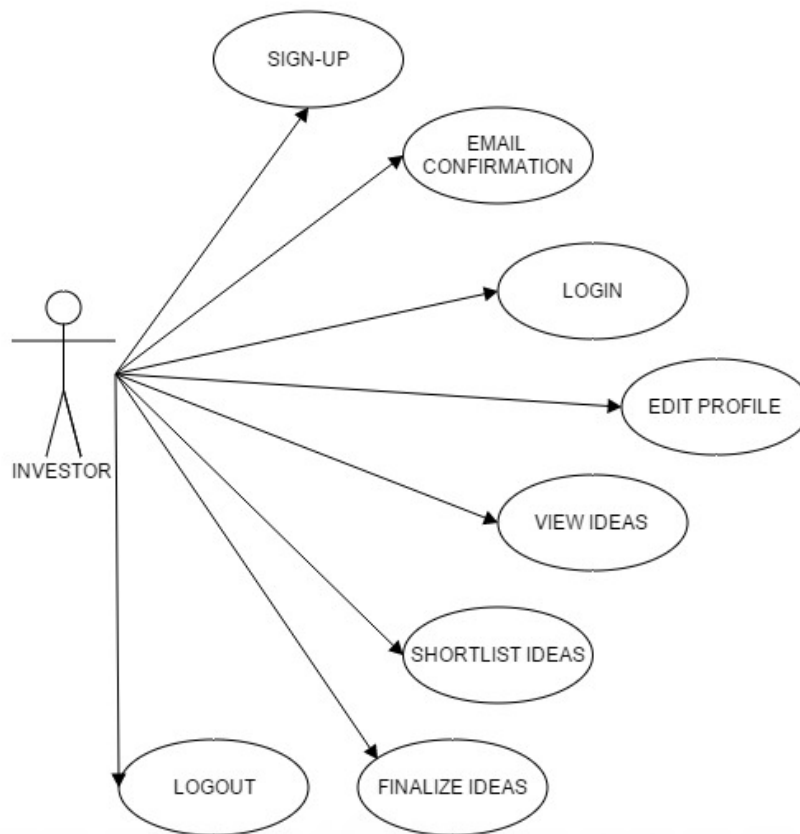 SIGN-UP
EMAIL
CONFIRMATION
LOGIN
EDIT PROFILE
INVESTOR
VIEW IDEAS
SHORTLIST IDEAS
LOGOUT
FINALIZE IDEAS